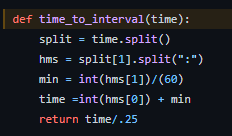 def time_to_interval(time):
    split = time.split()
    hms = split[1].split(":")
    min = int(hms[1])/(60)
    time =int(hms[0]) + min
    return time/.25